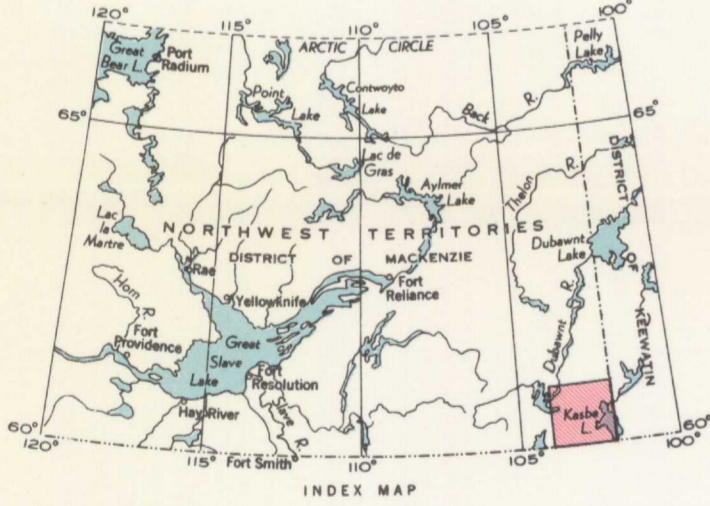 120°
115°
110°
105°
100°
ARCTIC CIRCLE
Great
Bear L.
Port
Radium
Pelly
Lake
Point
Lake
Contwoyto
Lake
Back R.
65°
65°
Lac de
Gras
Aylmer
Lake
Thelon R.
DISTRICT OF KEEWATIN
Lac
la
Martre
NORTHWEST TERRITORIES
DISTRICT OF MACKENZIE
Dubawnt
Lake
Rae
Horn R.
Yellowknife
Fort
Reliance
Fort
Providence
Great
Slave
Lake
Dubawnt R.
Fort
Resolution
Hay River
Slave R.
Kasba
L.
60°
60°
120°
115°
Fort Smith
110°
105°
100°
INDEX MAP